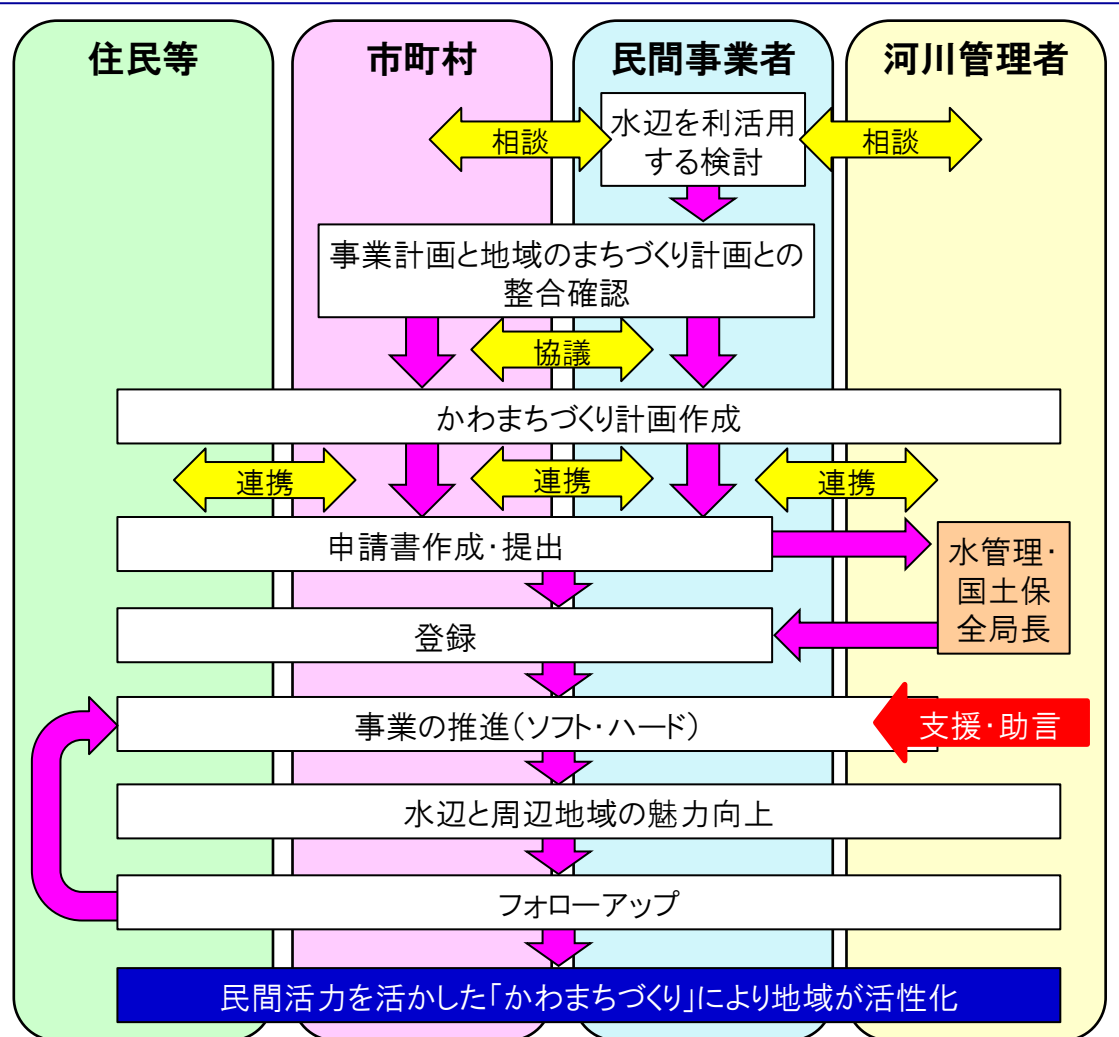 住民等
市町村
民間事業者
河川管理者
相談
水辺を利活用
する検討
相談
事業計画と地域のまちづくり計画との
整合確認
協議
かわまちづくり計画作成
連携
連携
連携
申請書作成・提出
水管理・
国土保
全局長
登録
事業の推進（ソフト・ハード）
支援・助言
水辺と周辺地域の魅力向上
フォローアップ
民間活力を活かした「かわまちづくり」により地域が活性化